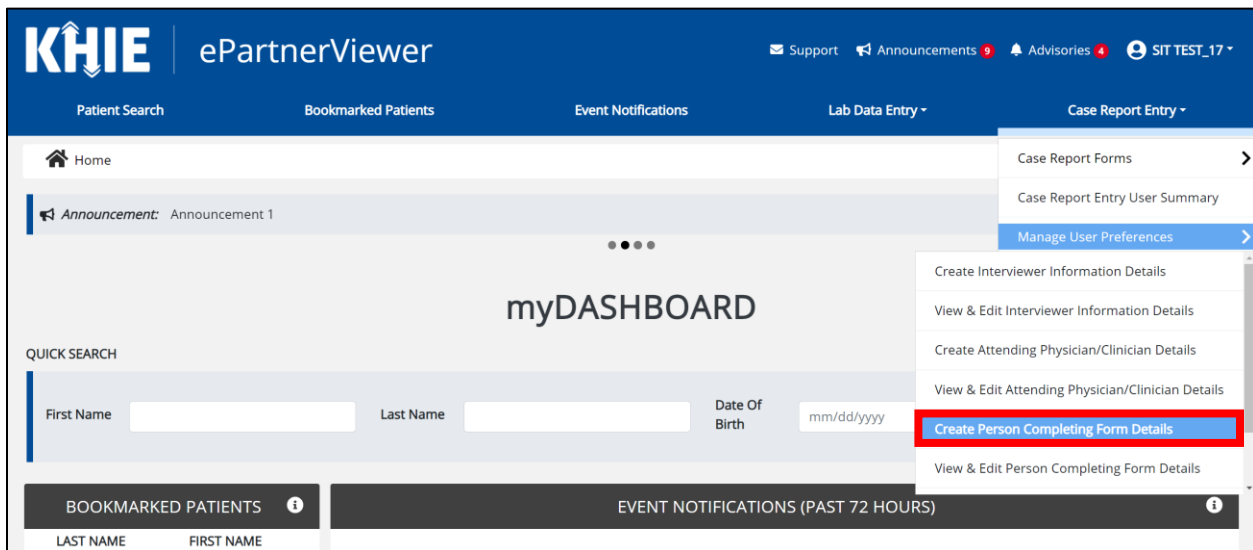 KHIE ePartnerViewer
Support Announcements 9 Advisories 4 SIT TEST_17
Patient Search Bookmarked Patients Event Notifications Lab Data Entry Case Report Entry
Home
Case Report Forms
Case Report Entry User Summary
Announcement: Announcement 1
Manage User Preferences
Create Interviewer Information Details
View & Edit Interviewer Information Details
Create Attending Physician/Clinician Details
View & Edit Attending Physician/Clinician Details
Create Person Completing Form Details
View & Edit Person Completing Form Details
myDASHBOARD
QUICK SEARCH
First Name Last Name Date Of Birth mm/dd/yyyy
BOOKMARKED PATIENTS
LAST NAME FIRST NAME
EVENT NOTIFICATIONS (PAST 72 HOURS)